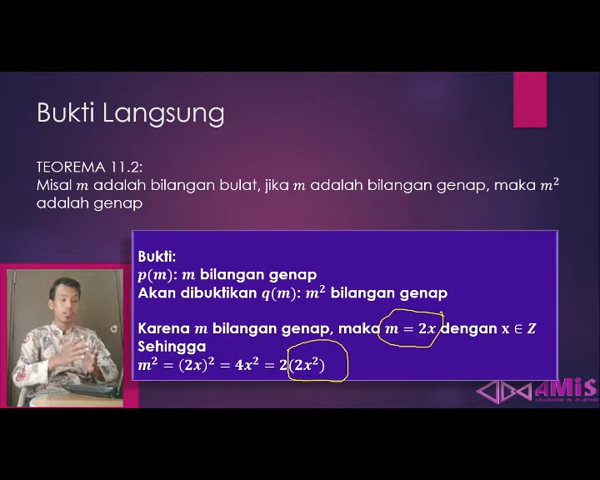 Bukti Langsung
TEOREMA 11.2:
Misal 𝑚 adalah bilangan bulat, jika 𝑚 adalah bilangan genap, maka 𝑚²
adalah genap
Bukti:
𝒑(𝒎): 𝒎 bilangan genap
Akan dibuktikan 𝒒(𝒎): 𝒎² bilangan genap
Karena 𝒎 bilangan genap, maka 𝒎 = 𝟐𝒙 dengan x ∈ 𝒁
Sehingga
𝒎² = (𝟐𝒙)² = 𝟒𝒙² = 𝟐(𝟐𝒙²)
AMiS